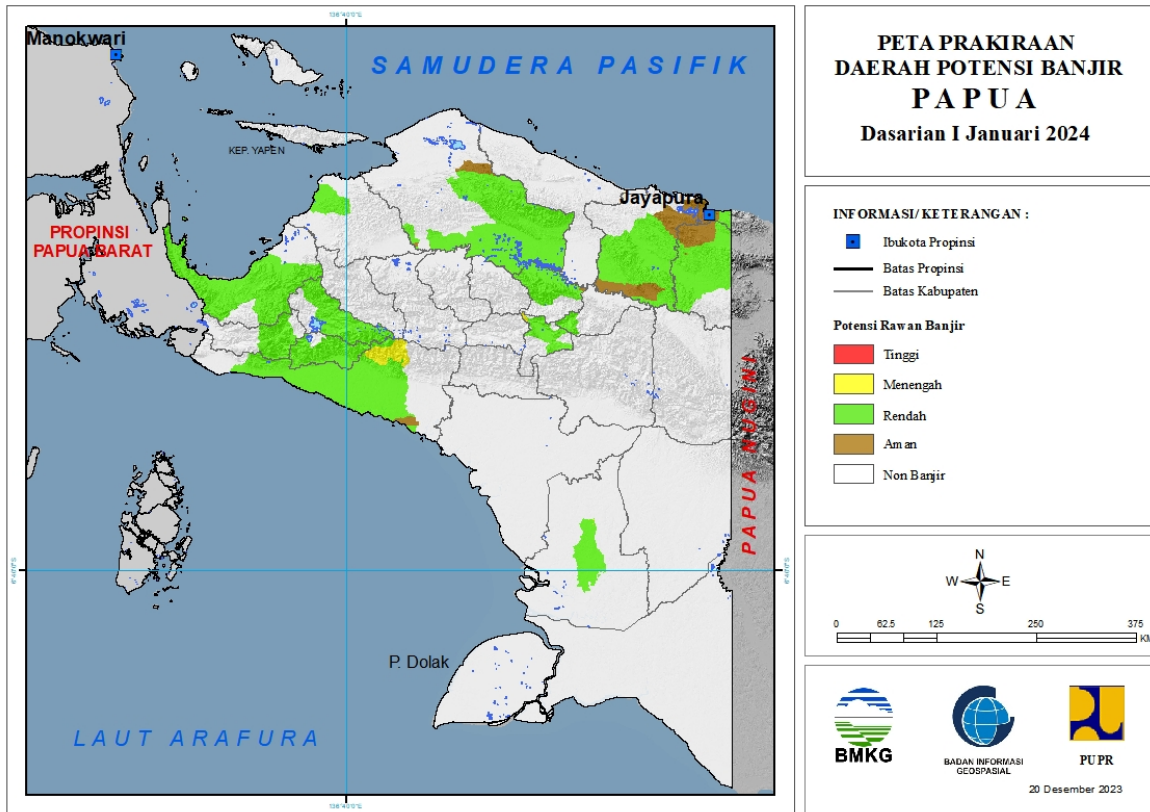 PETA PRAKIRAAN
DAERAH POTENSI BANJIR
PAPUA
Dasarian I Januari 2024
INFORMASI/KETERANGAN :
Ibukota Propinsi
Batas Propinsi
Batas Kabupaten
Potensi Rawan Banjir
Tinggi
Menengah
Rendah
Aman
Non Banjir
N
W E
S
0 62.5 125 250 375
KM
BMKG
BADAN INFORMASI
GEOSPASIAL
PUPR
20 Desember 2023
Manokwari
SAMUDERA PASIFIK
KEP. YAPEN
Jayapura
PROPINSI
PAPUA BARAT
PAPUA NUGINI
P. Dolak
LAUT ARAFURA